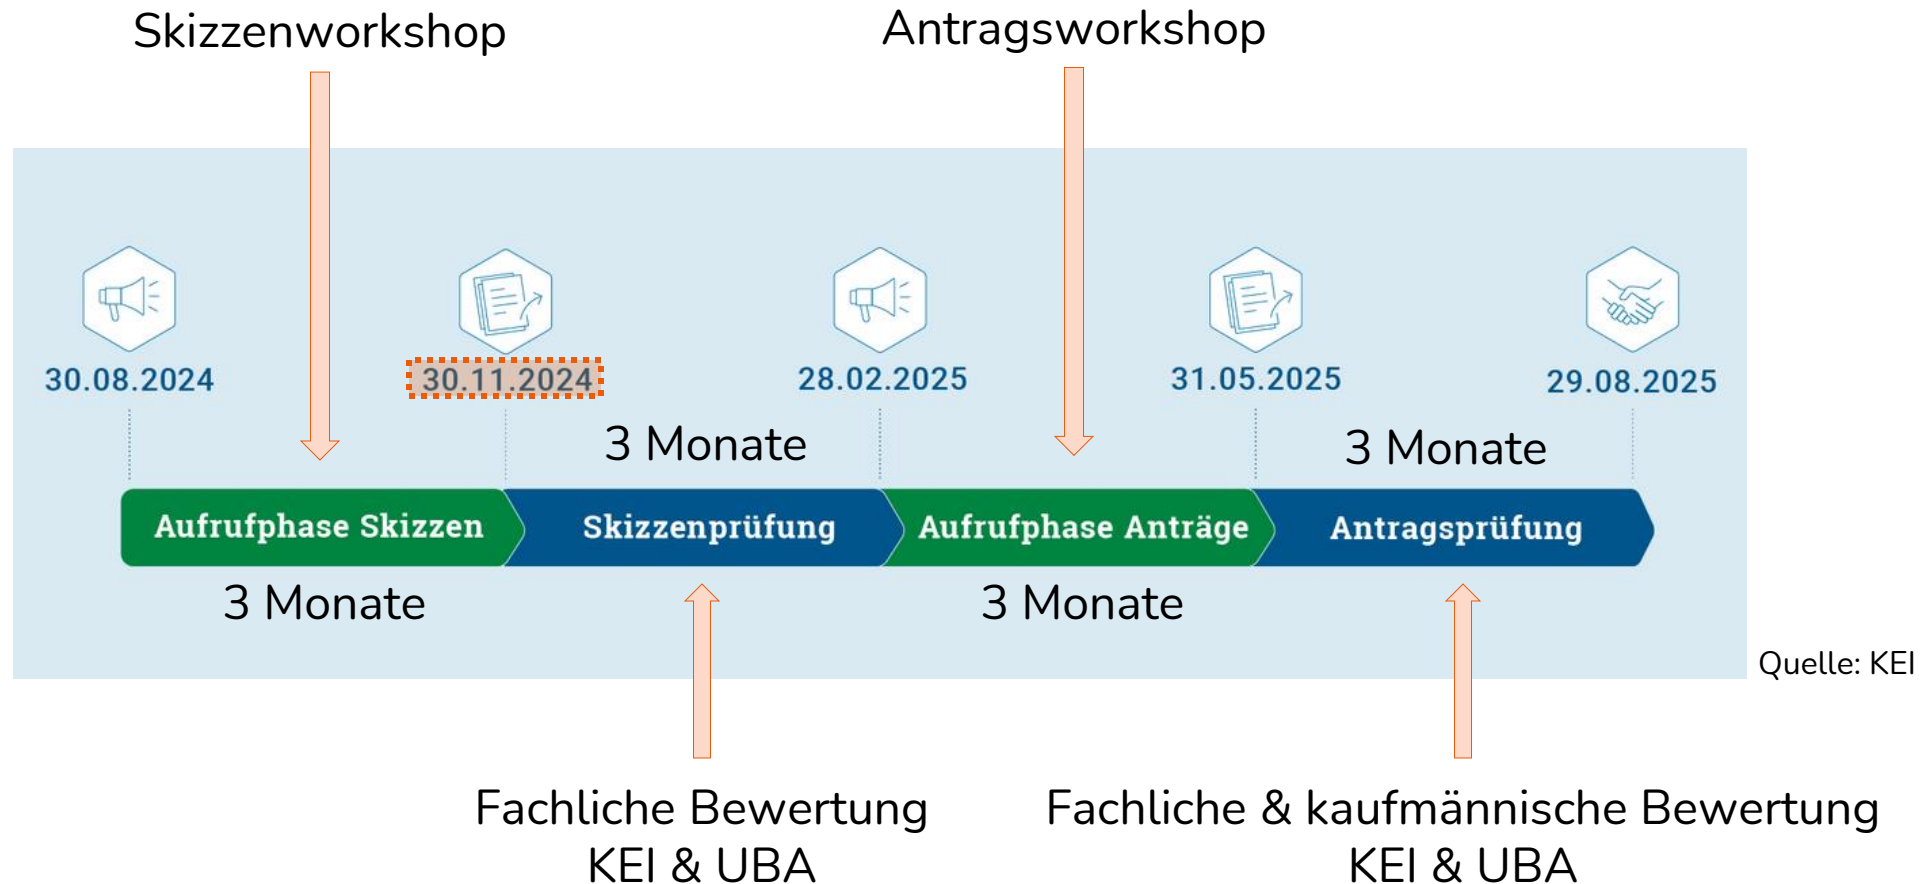 Skizzenworkshop
Antragsworkshop
30.08.2024
30.11.2024
28.02.2025
31.05.2025
29.08.2025
3 Monate
3 Monate
Aufrufphase Skizzen
Skizzenprüfung
Aufrufphase Anträge
Antragsprüfung
3 Monate
3 Monate
Quelle: KEI
Fachliche Bewertung
KEI & UBA
Fachliche & kaufmännische Bewertung
KEI & UBA